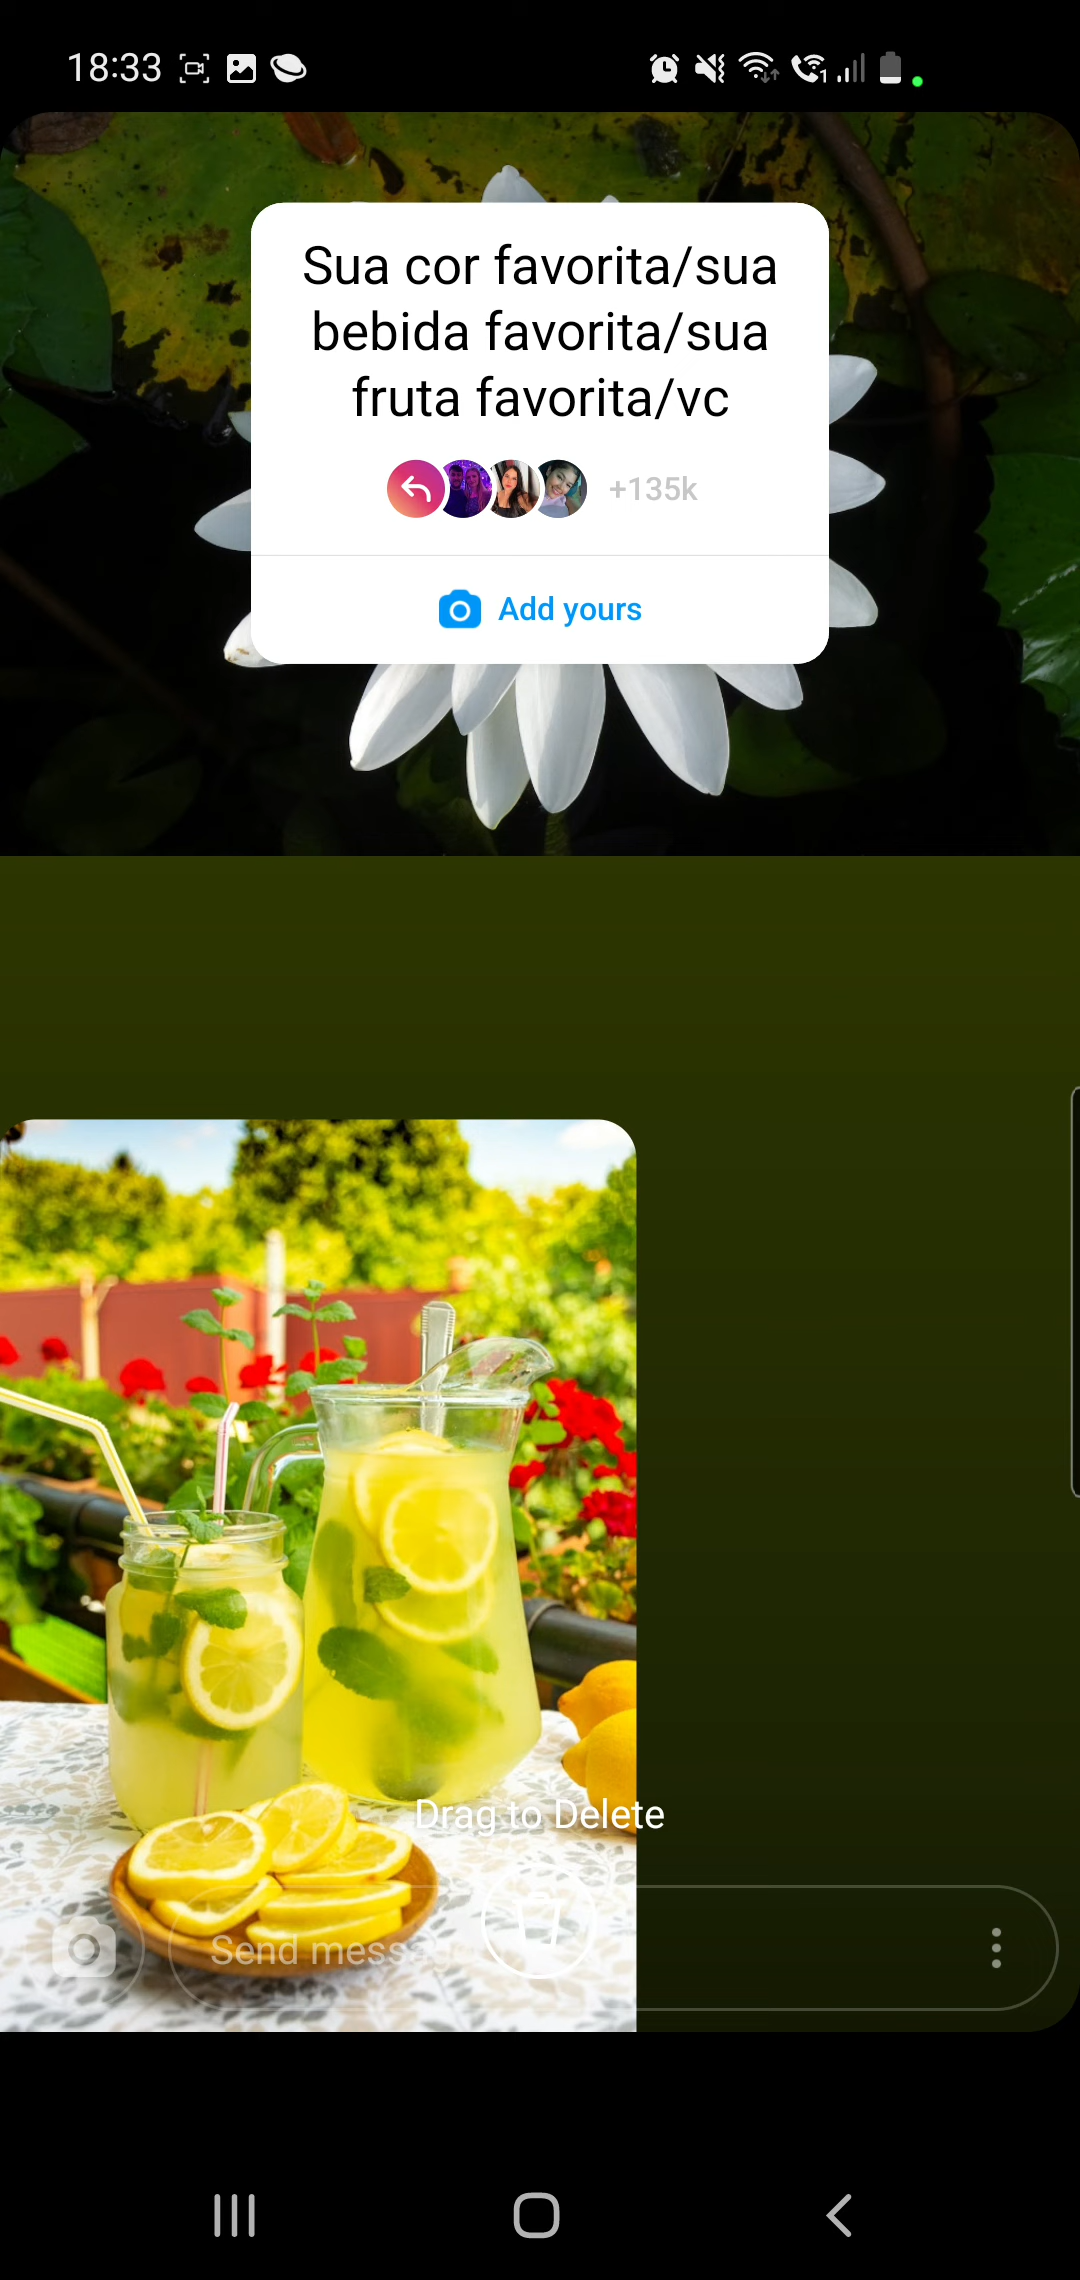 18:33
Sua cor favorita/sua
bebida favorita/sua
fruta favorita/vc
+135k
Add yours
Drag to Delete
Send message